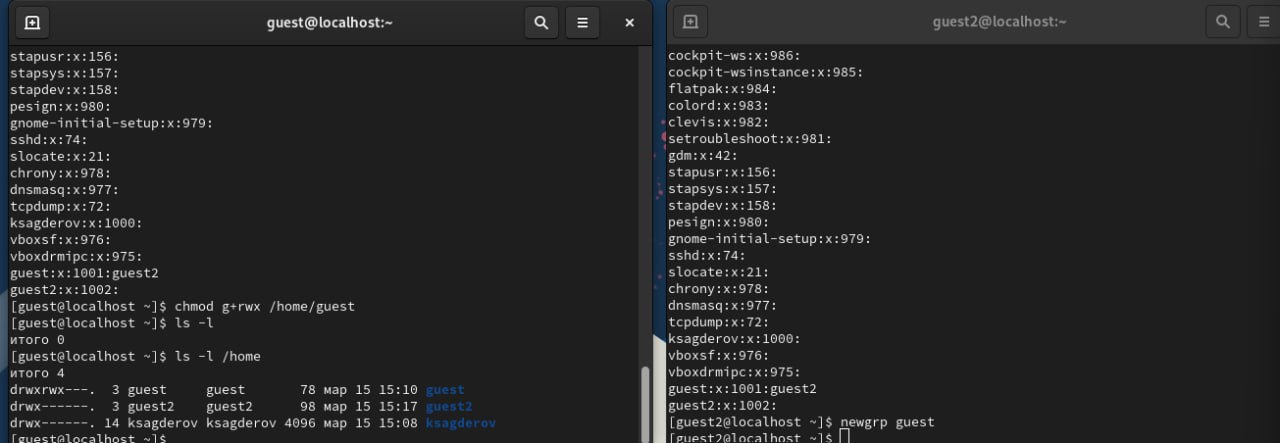 guest@localhost:~
stapusr:x:156:
stapsys:x:157:
stapdev:x:158:
pesign:x:980:
gnome-initial-setup:x:979:
sshd:x:74:
slocate:x:21:
chrony:x:978:
dnsmasq:x:977:
tcpdump:x:72:
ksagderov:x:1000:
vboxsf:x:976:
vboxdrmipc:x:975:
guest:x:1001:guest2
guest2:x:1002:
[guest@localhost ~]$ chmod g+rwx /home/guest
[guest@localhost ~]$ ls -l
итого 0
[guest@localhost ~]$ ls -l /home
итого 4
drwxrwx---.  3 guest     guest       78 мар 15 15:10 guest
drwx------.  3 guest2    guest2      98 мар 15 15:17 guest2
drwx------. 14 ksagderov ksagderov 4096 мар 15 15:08 ksagderov
[guest@localhost ~]$
guest2@localhost:~
cockpit-ws:x:986:
cockpit-wsinstance:x:985:
flatpak:x:984:
colord:x:983:
clevis:x:982:
setroubleshoot:x:981:
gdm:x:42:
stapusr:x:156:
stapsys:x:157:
stapdev:x:158:
pesign:x:980:
gnome-initial-setup:x:979:
sshd:x:74:
slocate:x:21:
chrony:x:978:
dnsmasq:x:977:
tcpdump:x:72:
ksagderov:x:1000:
vboxsf:x:976:
vboxdrmipc:x:975:
guest:x:1001:guest2
guest2:x:1002:
[guest2@localhost ~]$ newgrp guest
[guest2@localhost ~]$